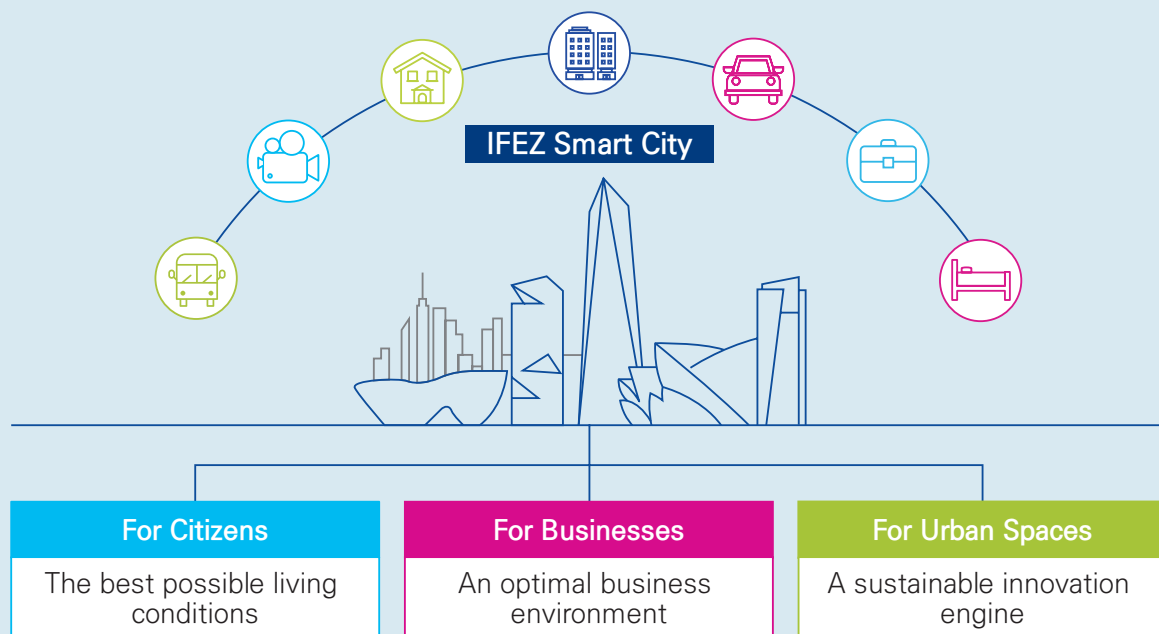 IFEZ Smart City
For Citizens
The best possible living
conditions
For Businesses
An optimal business
environment
For Urban Spaces
A sustainable innovation
engine